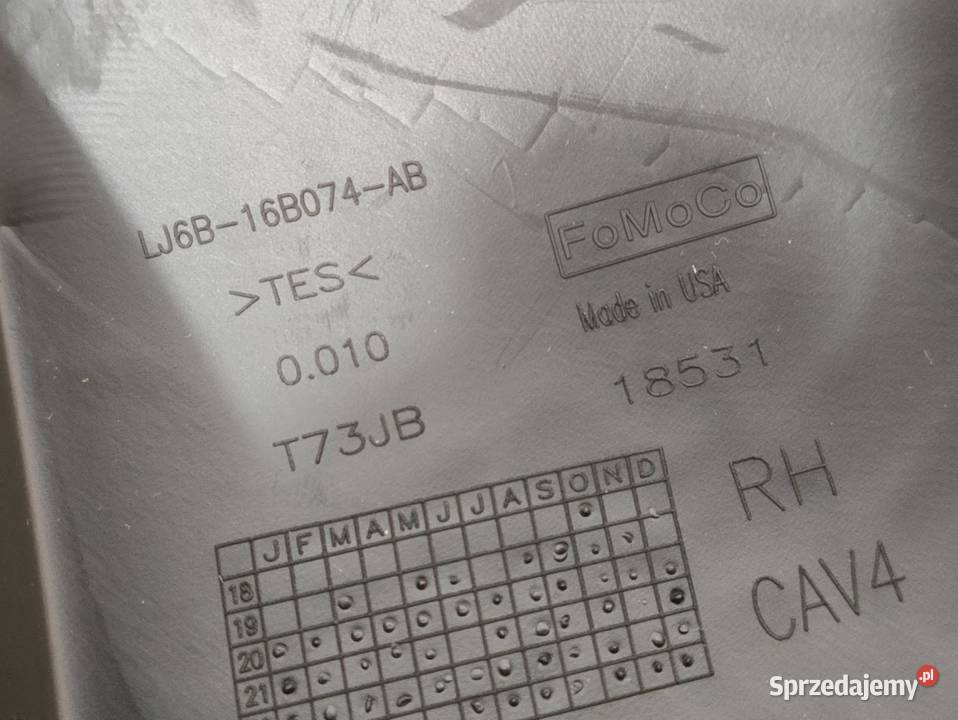 LJ6B-16B074-AB
>TES<
0.010
T73JB
FoMoCo
Made in USA
18531
RH
CAV4
J F M A M J J A S O N D
18
19
20
21
Sprzedajemy.pl